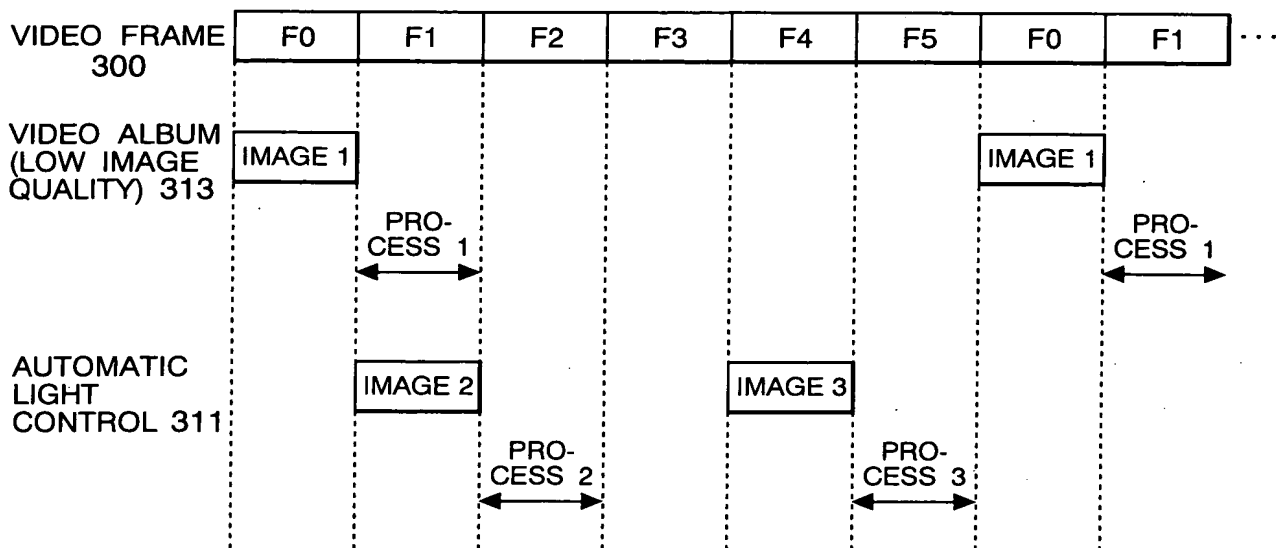 VIDEO FRAME
300
F0 F1 F2 F3 F4 F5 F0 F1 ···
VIDEO ALBUM
(LOW IMAGE
QUALITY) 313
IMAGE 1
IMAGE 1
PRO-
CESS 1
PRO-
CESS 1
AUTOMATIC
LIGHT
CONTROL 311
IMAGE 2
IMAGE 3
PRO-
CESS 2
PRO-
CESS 3